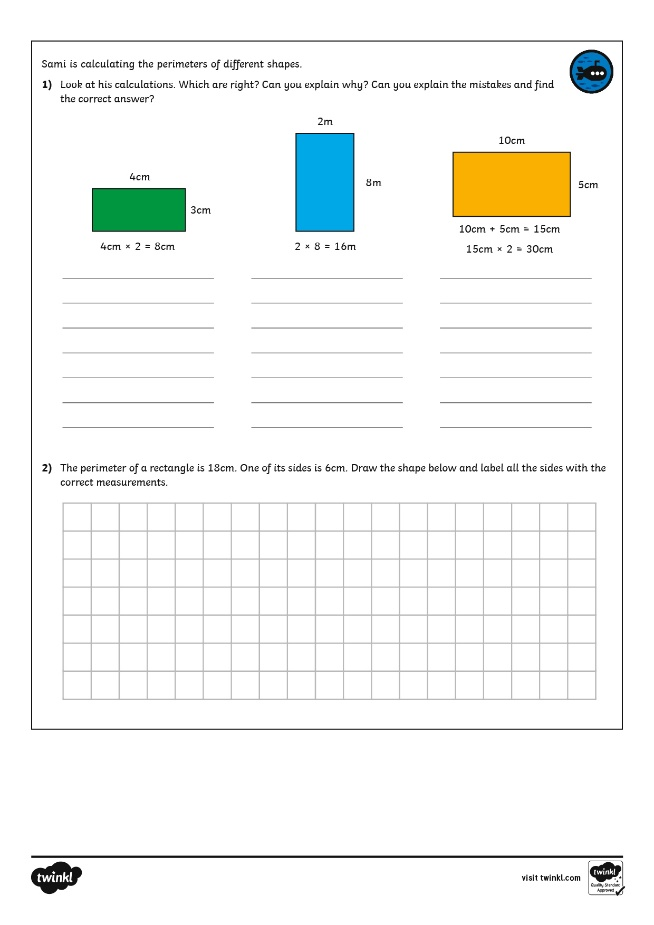 Sami is calculating the perimeters of different shapes.
1) Look at his calculations. Which are right? Can you explain why? Can you explain the mistakes and find
the correct answer?
4cm
3cm
4cm × 2 = 8cm
2m
8m
2 × 8 = 16m
10cm
5cm
10cm + 5cm = 15cm
15cm × 2 = 30cm
2) The perimeter of a rectangle is 18cm. One of its sides is 6cm. Draw the shape below and label all the sides with the
correct measurements.
twinkl
visit twinkl.com
twinkl
Quality Standard
Approved